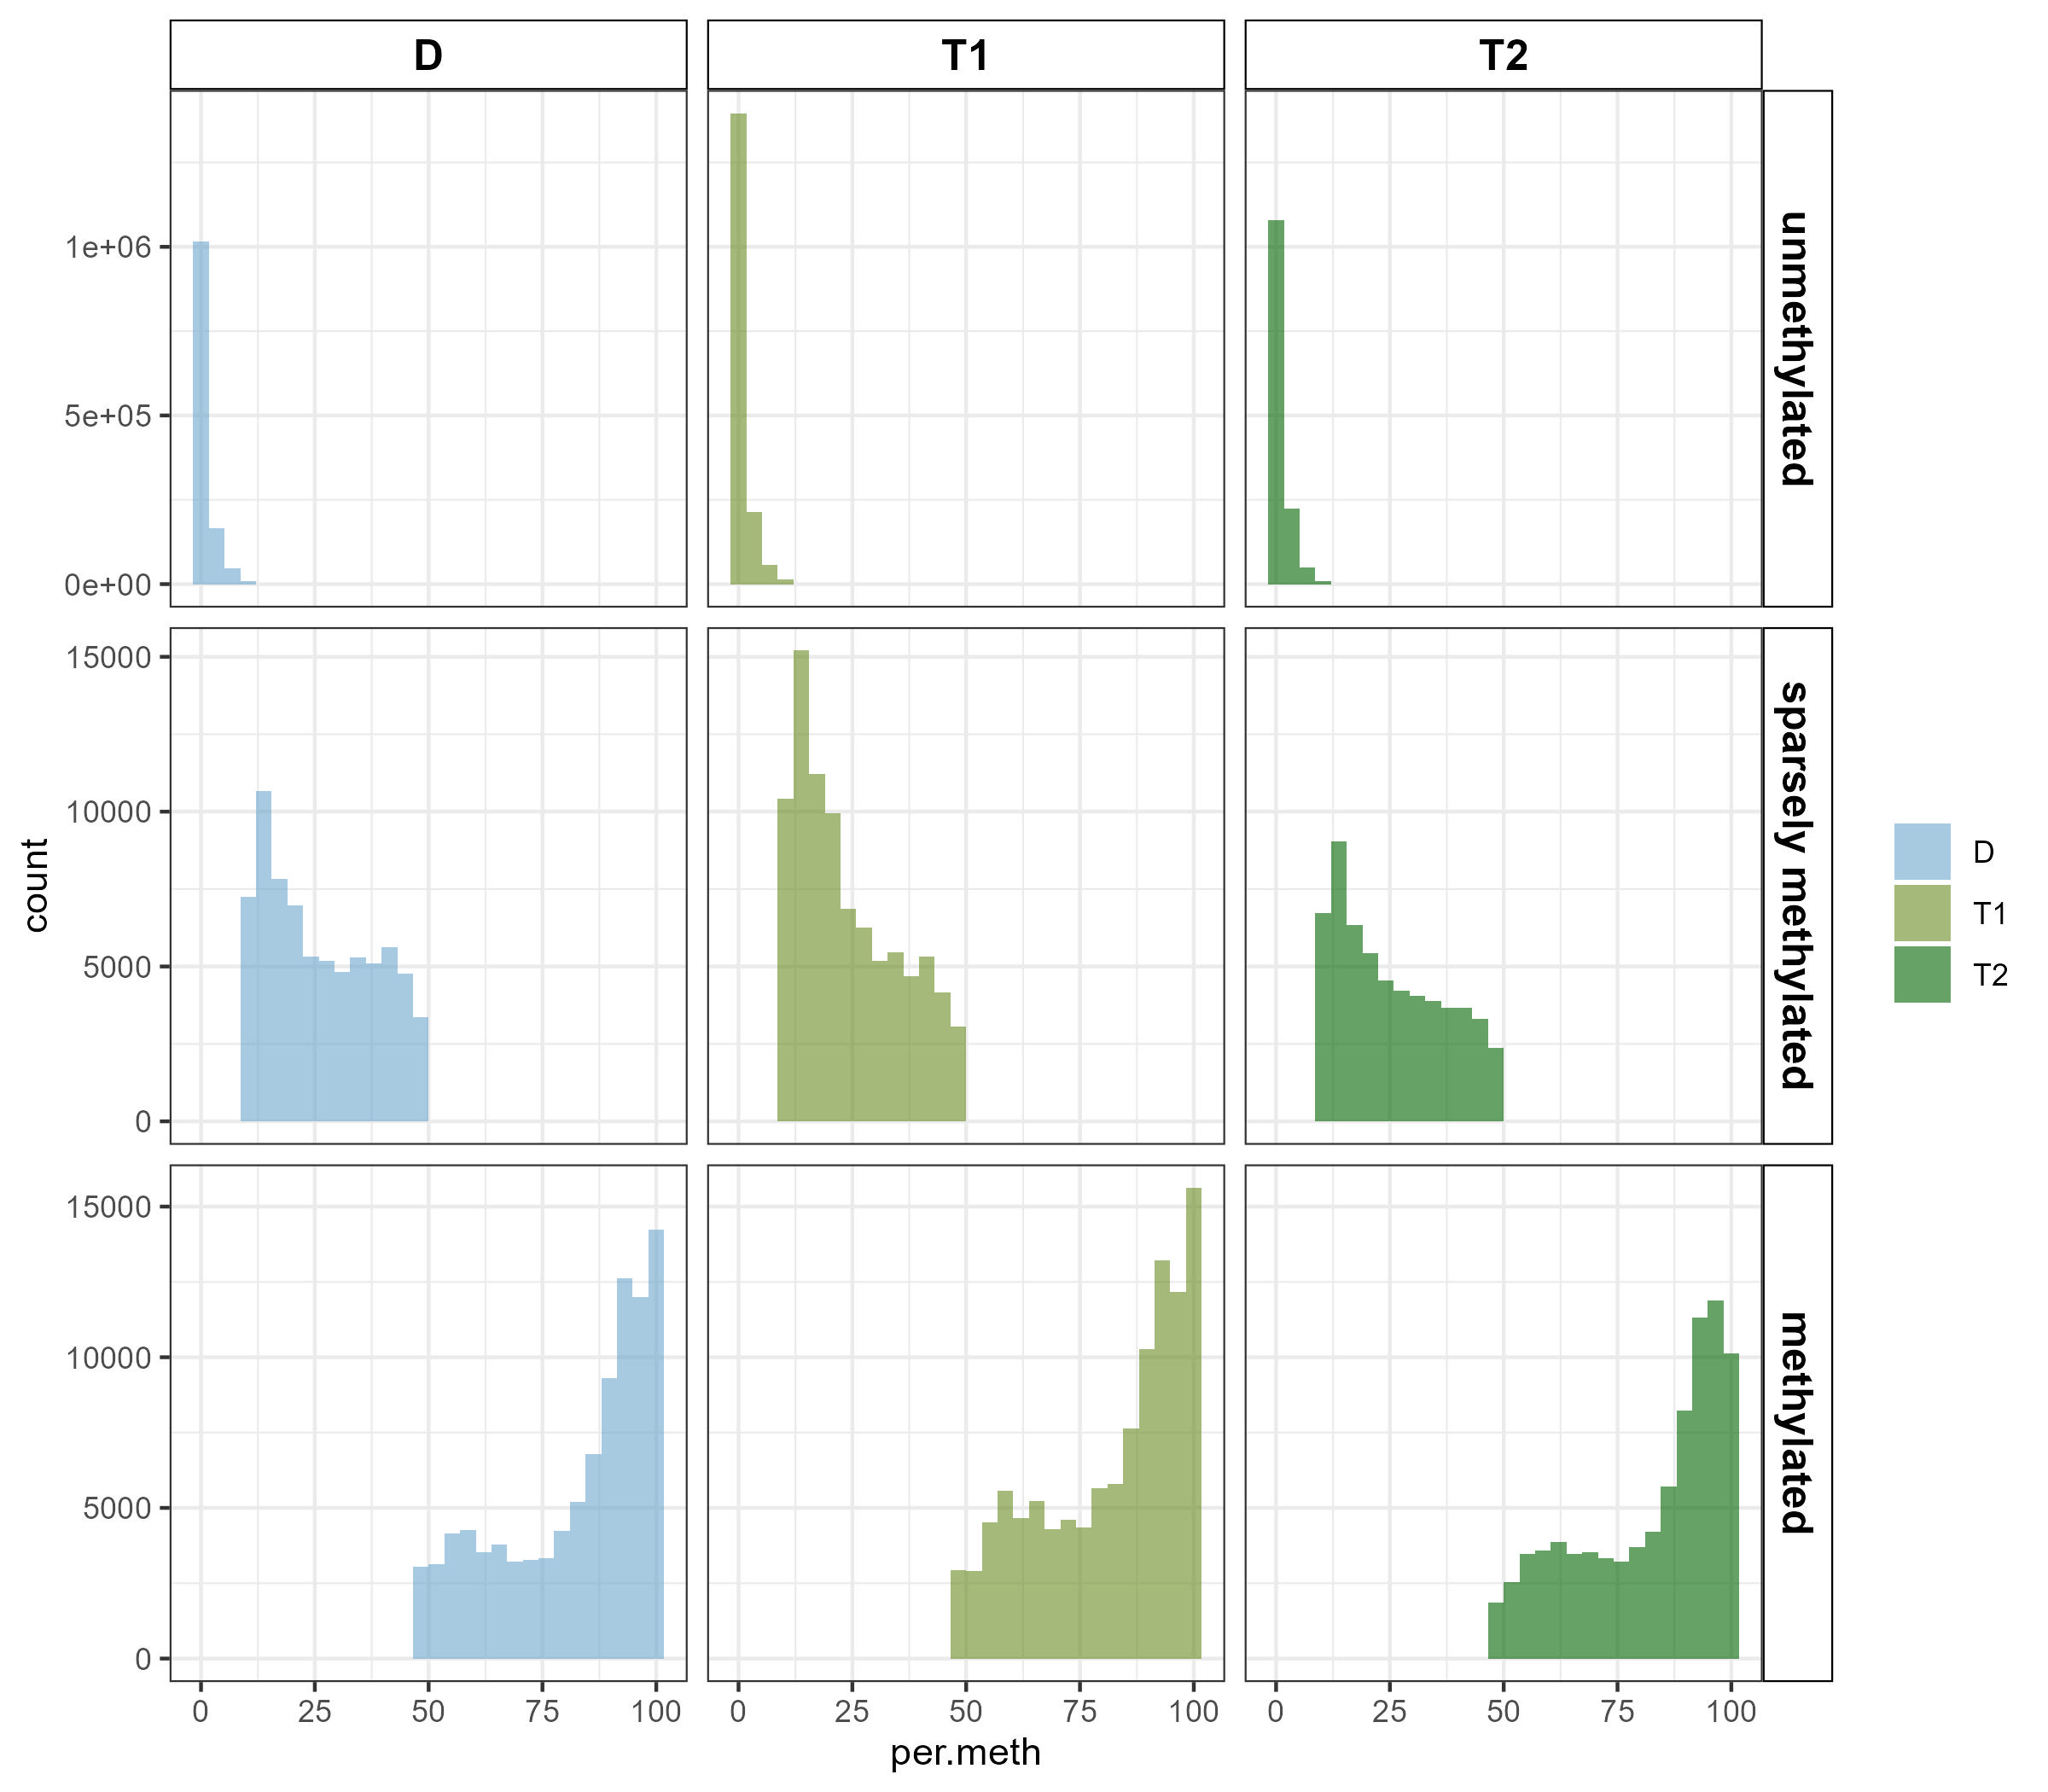 D
T1
T2
1e+06
5e+05
0e+00
unmethylated
15000
10000
5000
0
sparsely methylated
15000
10000
5000
0
methylated
0 25 50 75 100
0 25 50 75 100
0 25 50 75 100
per.meth
count
D
T1
T2